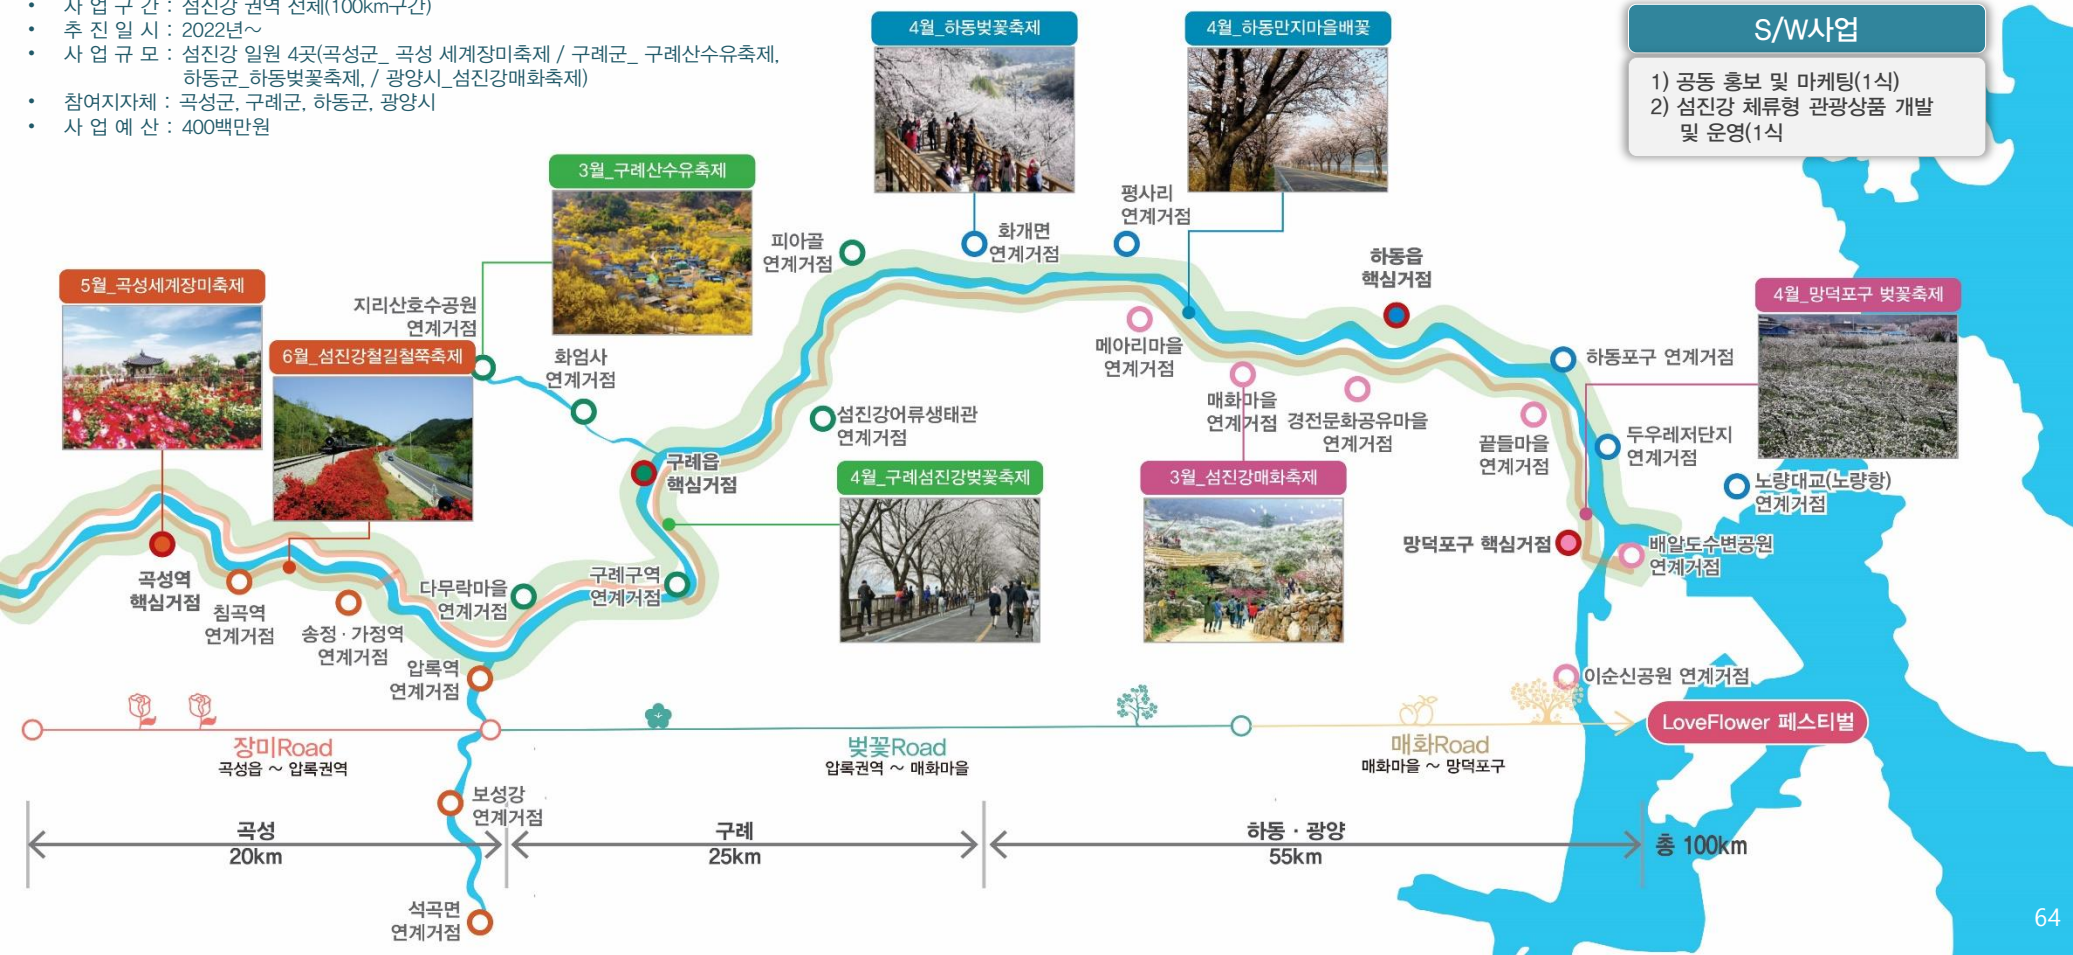 • 사 업 구 간 : 섬진강 권역 전체(100km구간)
• 추 진 일 시 : 2022년~
• 사 업 규 모 : 섬진강 일원 4곳(곡성군_ 곡성 세계장미축제 / 구례군_ 구례산수유축제,
하동군_하동벚꽃축제, / 광양시_섬진강매화축제)
• 참여지자체 : 곡성군, 구례군, 하동군, 광양시
• 사 업 예 산 : 400백만원
S/W사업
1) 공동 홍보 및 마케팅(1식)
2) 섬진강 체류형 관광상품 개발
및 운영(1식
4월_하동벚꽃축제
4월_하동만지마을배꽃
3월_구례산수유축제
5월_곡성세계장미축제
6월_섬진강철길철쭉축제
4월_망덕포구 벚꽃축제
4월_구례섬진강벚꽃축제
3월_섬진강매화축제
지리산호수공원
연계거점
화엄사
연계거점
피아골
연계거점
화개면
연계거점
평사리
연계거점
하동읍
핵심거점
메아리마을
연계거점
매화마을
연계거점
경전문화공유마을
연계거점
하동포구 연계거점
끝들마을
연계거점
두우레저단지
연계거점
노량대교(노량항)
연계거점
섬진강어류생태관
연계거점
구례읍
핵심거점
망덕포구 핵심거점
배알도수변공원
연계거점
곡성역
핵심거점
침곡역
연계거점
송정 · 가정역
연계거점
다무락마을
연계거점
구례구역
연계거점
압록역
연계거점
이순신공원 연계거점
장미Road
곡성읍 ~ 압록권역
벚꽃Road
압록권역 ~ 매화마을
매화Road
매화마을 ~ 망덕포구
LoveFlower 페스티벌
보성강
연계거점
곡성
20km
구례
25km
하동 · 광양
55km
총 100km
석곡면
연계거점
64